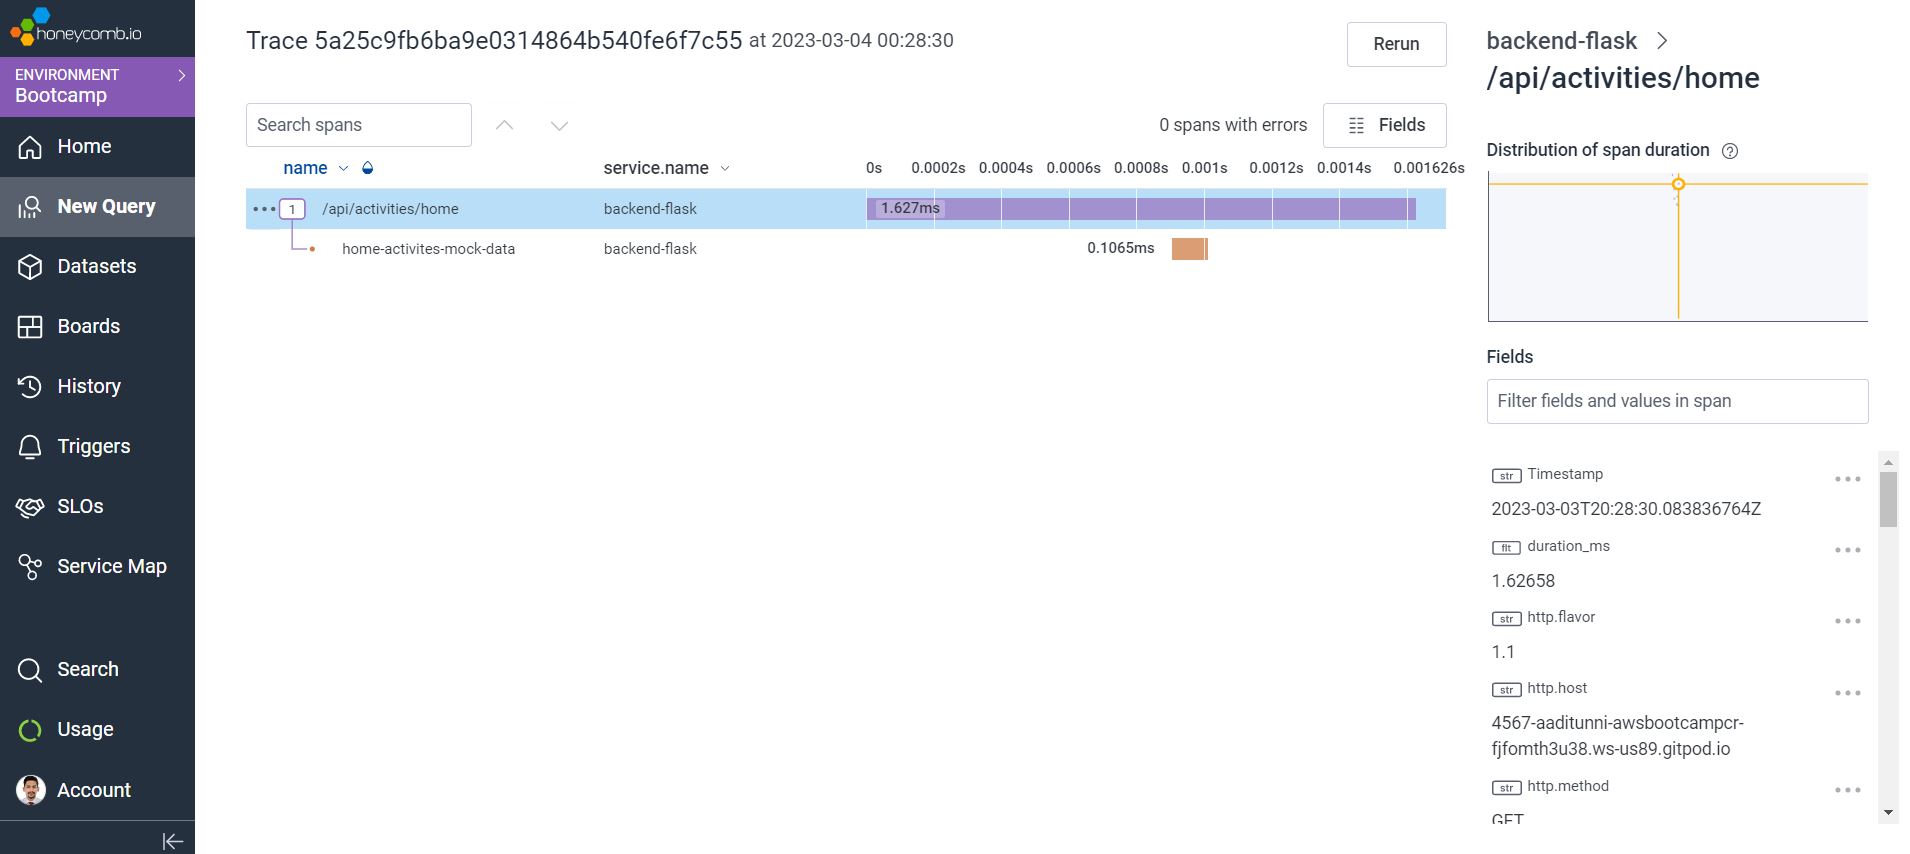 honeycomb.io
ENVIRONMENT
Bootcamp
Home
New Query
Datasets
Boards
History
Triggers
SLOs
Service Map
Search
Usage
Account
Trace 5a25c9fb6ba9e0314864b540fe6f7c55 at 2023-03-04 00:28:30
Rerun
Search spans
0 spans with errors
Fields
name service.name 0s 0.0002s 0.0004s 0.0006s 0.0008s 0.001s 0.0012s 0.0014s 0.001626s
1 /api/activities/home backend-flask 1.627ms
home-activites-mock-data backend-flask 0.1065ms
backend-flask
/api/activities/home
Distribution of span duration
Fields
Filter fields and values in span
str Timestamp
2023-03-03T20:28:30.083836764Z
flt duration_ms
1.62658
str http.flavor
1.1
str http.host
4567-aaditunni-awsbootcampcr-
fjfomth3u38.ws-us89.gitpod.io
str http.method
GET